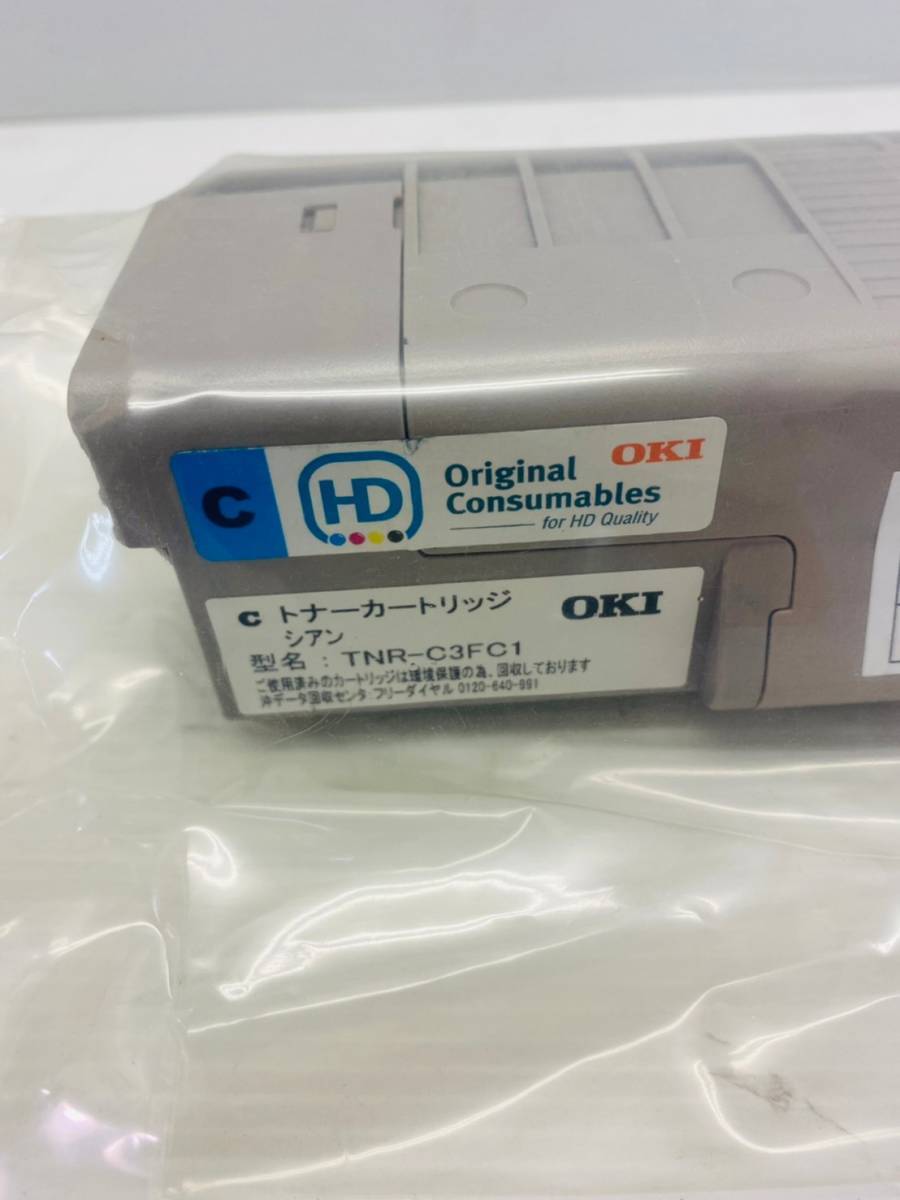 C
HD
Original
Consumables
for HD Quality
OKI
C トナーカートリッジ
シアン
OKI
型名：TNR-C3FC1
ご使用済みのカートリッジは環境保護の為、回収しております
沖データ回収センタ フリーダイヤル 0120-640-991